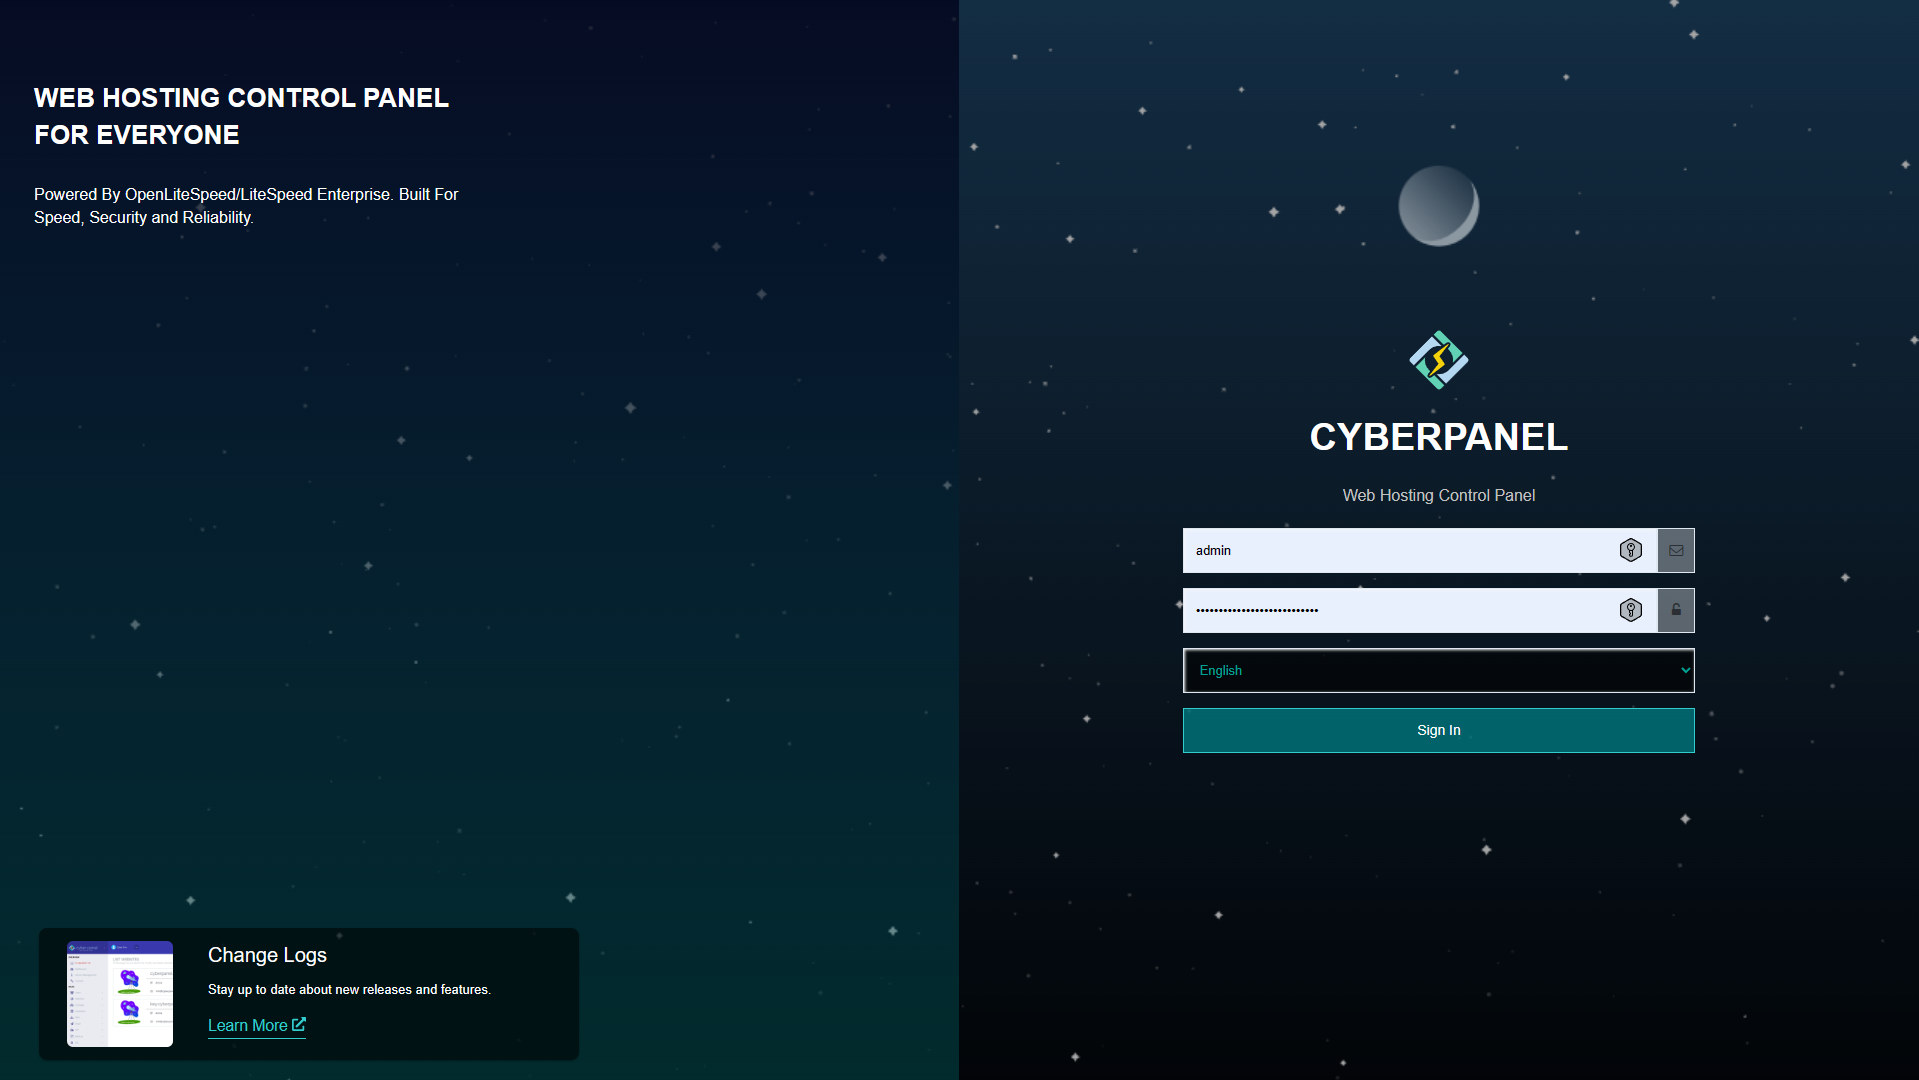 WEB HOSTING CONTROL PANEL
FOR EVERYONE
Powered By OpenLiteSpeed/LiteSpeed Enterprise. Built For
Speed, Security and Reliability.
Change Logs
Stay up to date about new releases and features.
Learn More
CYBERPANEL
Web Hosting Control Panel
admin
•••••••••••••••••••••••••••
English
Sign In